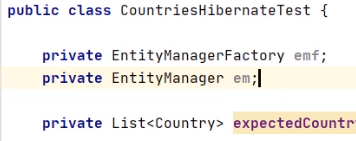 public class CountriesHibernateTest {
private EntityManagerFactory emf;
private EntityManager em;
private List<Country> expectedCountr